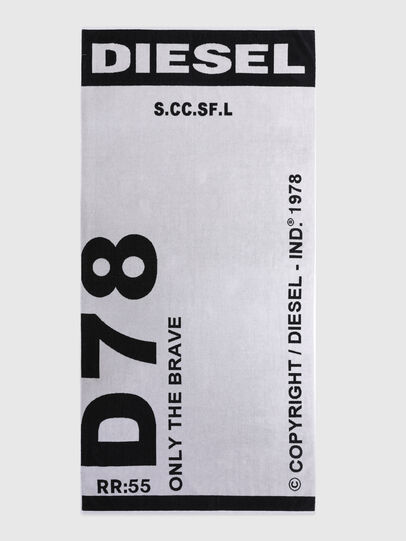 DIESEL
S.CC.SF.L
D78
ONLY THE BRAVE
© COPYRIGHT / DIESEL - IND.® 1978
RR:55